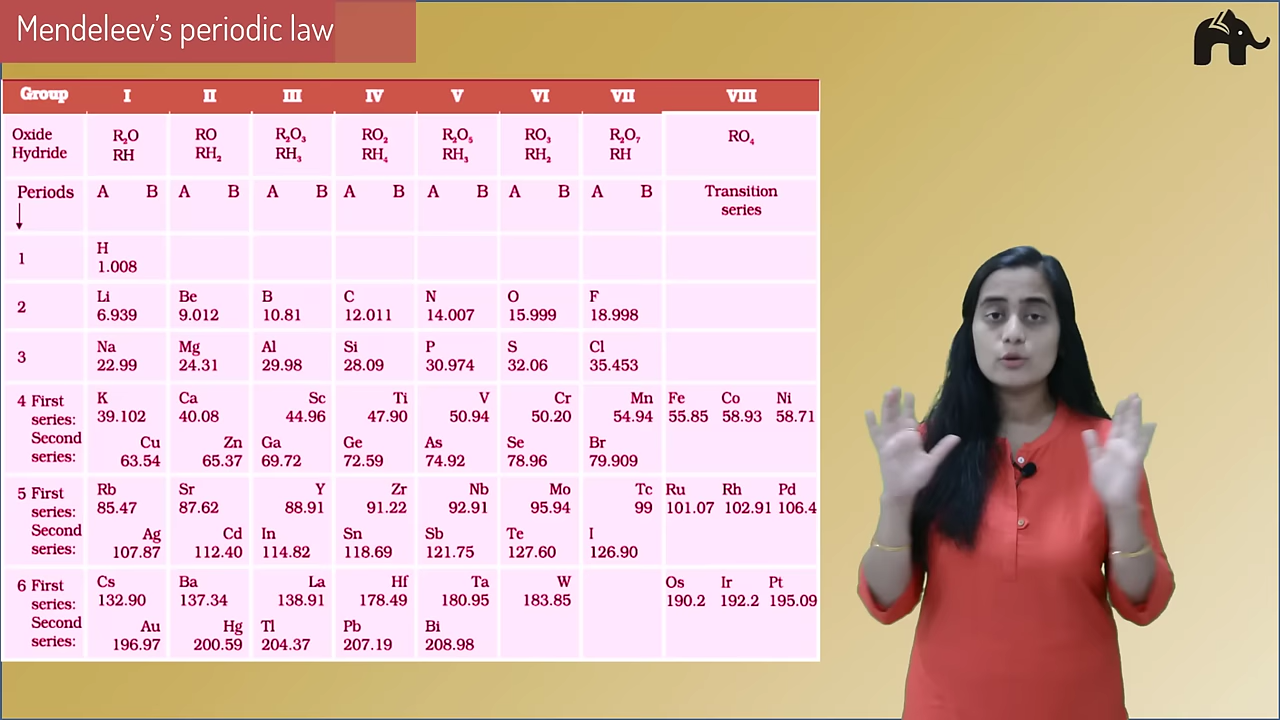 Mendeleev's periodic law
Group I II III IV V VI VII VIII
Oxide R₂O RO R₂O₃ RO₂ R₂O₅ RO₃ R₂O₇ RO₄
Hydride RH RH₂ RH₃ RH₄ RH₃ RH₂ RH
Periods A B A B A B A B A B A B A B Transition
series
↓
1 H
1.008
2 Li Be B C N O F
6.939 9.012 10.81 12.011 14.007 15.999 18.998
3 Na Mg Al Si P S Cl
22.99 24.31 29.98 28.09 30.974 32.06 35.453
4 First K Ca Sc Ti V Cr Mn Fe Co Ni
series: 39.102 40.08 44.96 47.90 50.94 50.20 54.94 55.85 58.93 58.71
Second Cu Zn Ga Ge As Se Br
series: 63.54 65.37 69.72 72.59 74.92 78.96 79.909
5 First Rb Sr Y Zr Nb Mo Tc Ru Rh Pd
series: 85.47 87.62 88.91 91.22 92.91 95.94 99 101.07 102.91 106.4
Second Ag Cd In Sn Sb Te I
series: 107.87 112.40 114.82 118.69 121.75 127.60 126.90
6 First Cs Ba La Hf Ta W Os Ir Pt
series: 132.90 137.34 138.91 178.49 180.95 183.85 190.2 192.2 195.09
Second Au Hg Tl Pb Bi
series: 196.97 200.59 204.37 207.19 208.98